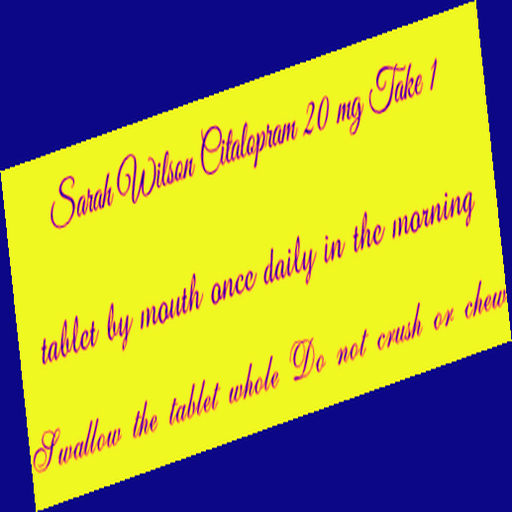 Sarah Wilson Citalopram 20 mg Take 1
tablet by mouth once daily in the morning
Swallow the tablet whole Do not crush or chew